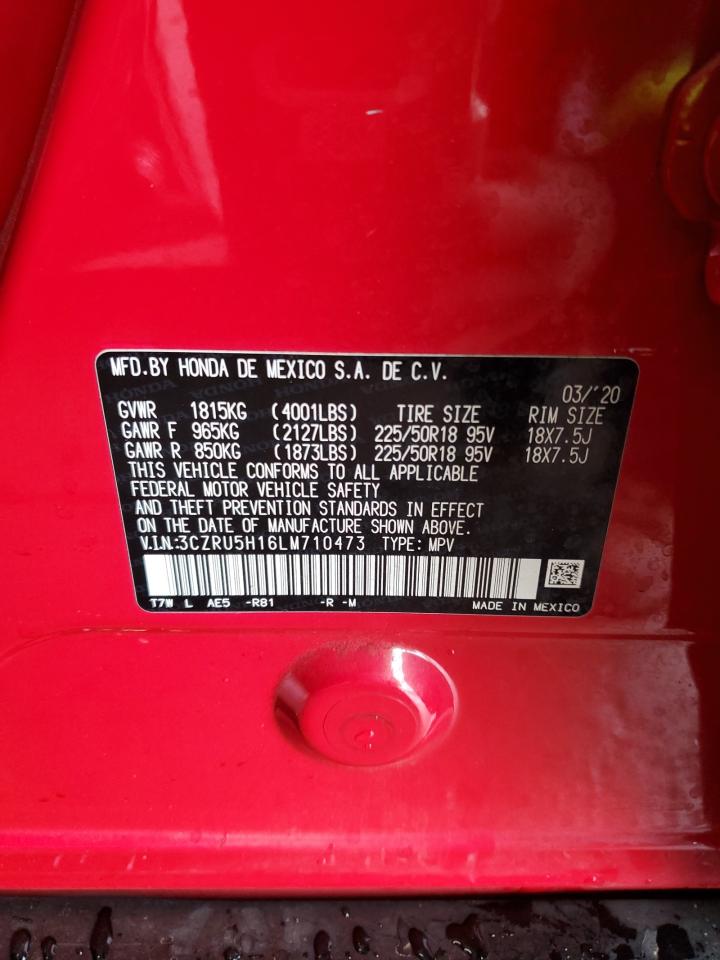 MFD.BY HONDA DE MEXICO S.A. DE C.V.
03/'20
GVWR 1815KG (4001LBS) TIRE SIZE RIM SIZE
GAWR F 965KG (2127LBS) 225/50R18 95V 18X7.5J
GAWR R 850KG (1873LBS) 225/50R18 95V 18X7.5J
THIS VEHICLE CONFORMS TO ALL APPLICABLE
FEDERAL MOTOR VEHICLE SAFETY
AND THEFT PREVENTION STANDARDS IN EFFECT
ON THE DATE OF MANUFACTURE SHOWN ABOVE.
V.I.N.:3CZRU5H16LM710473 TYPE: MPV
T7W L AE5 -R81 -R -M MADE IN MEXICO